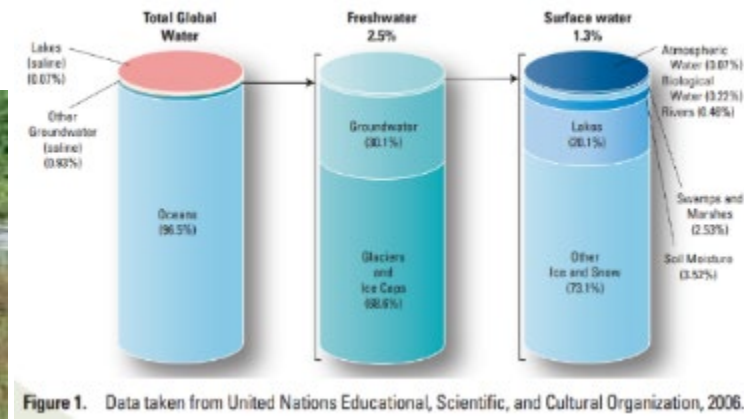 Total Global
Water
Lakes
(saline)
(0.07%)
Other
Groundwater
(saline)
(0.93%)
Oceans
(96.5%)
Freshwater
2.5%
Groundwater
(30.1%)
Glaciers
and
Ice Caps
(68.6%)
Surface water
1.3%
Atmospheric
Water (0.07%)
Biological
Water (0.22%)
Rivers (0.46%)
Lakes
(20.1%)
Swamps and
Marshes
(2.53%)
Soil Moisture
(3.52%)
Other
Ice and Snow
(73.1%)
Figure 1. Data taken from United Nations Educational, Scientific, and Cultural Organization, 2006.